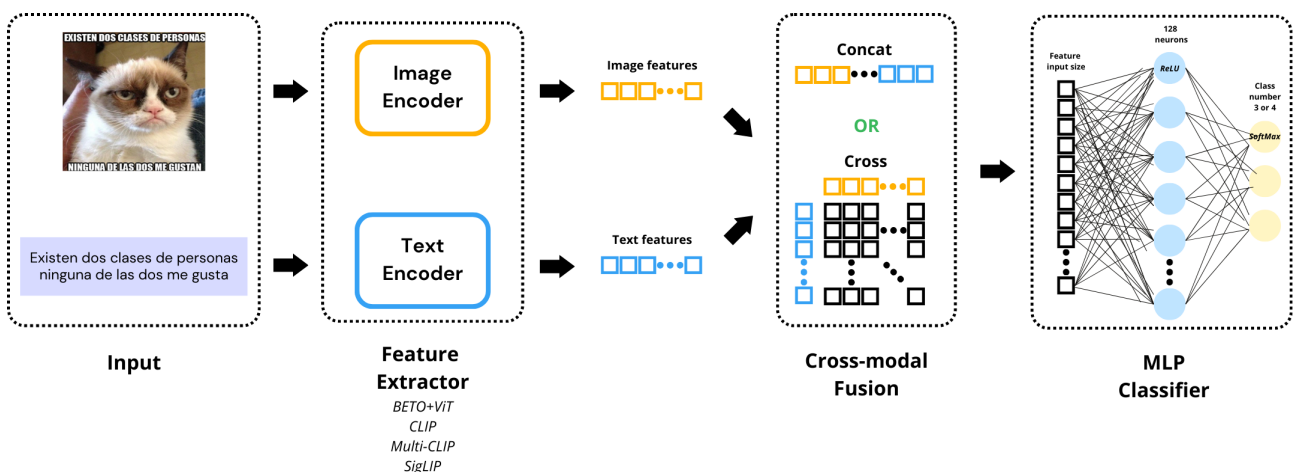 EXISTEN DOS CLASES DE PERSONAS
NINGUNA DE LAS DOS ME GUSTAN
Existen dos clases de personas
ninguna de las dos me gusta
Input
Image
Encoder
Text
Encoder
Feature
Extractor
BETO+ViT
CLIP
Multi-CLIP
SigLIP
Image features
Text features
Concat
OR
Cross
Cross-modal
Fusion
Feature
input size
128
neurons
ReLU
Class
number
3 or 4
SoftMax
MLP
Classifier